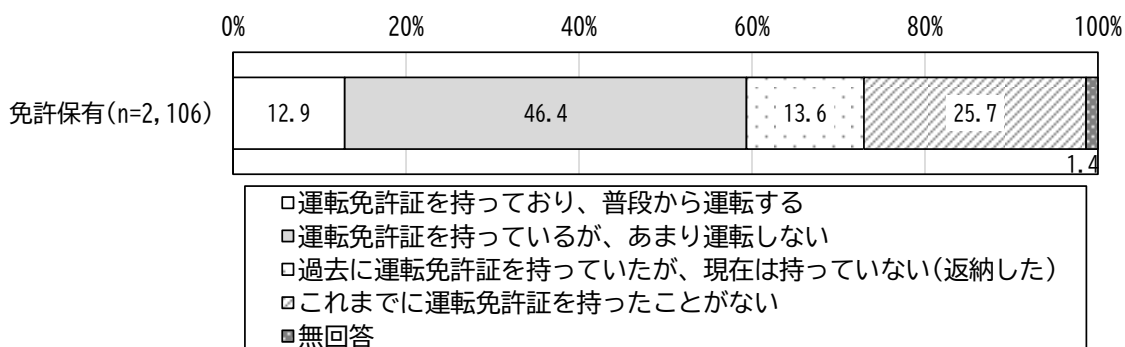 0% 20% 40% 60% 80% 100%
免許保有(n=2,106) 12.9 46.4 13.6 25.7
1.4
運転免許証を持っており、普段から運転する
運転免許証を持っているが、あまり運転しない
過去に運転免許証を持っていたが、現在は持っていない(返納した)
これまでに運転免許証を持ったことがない
無回答